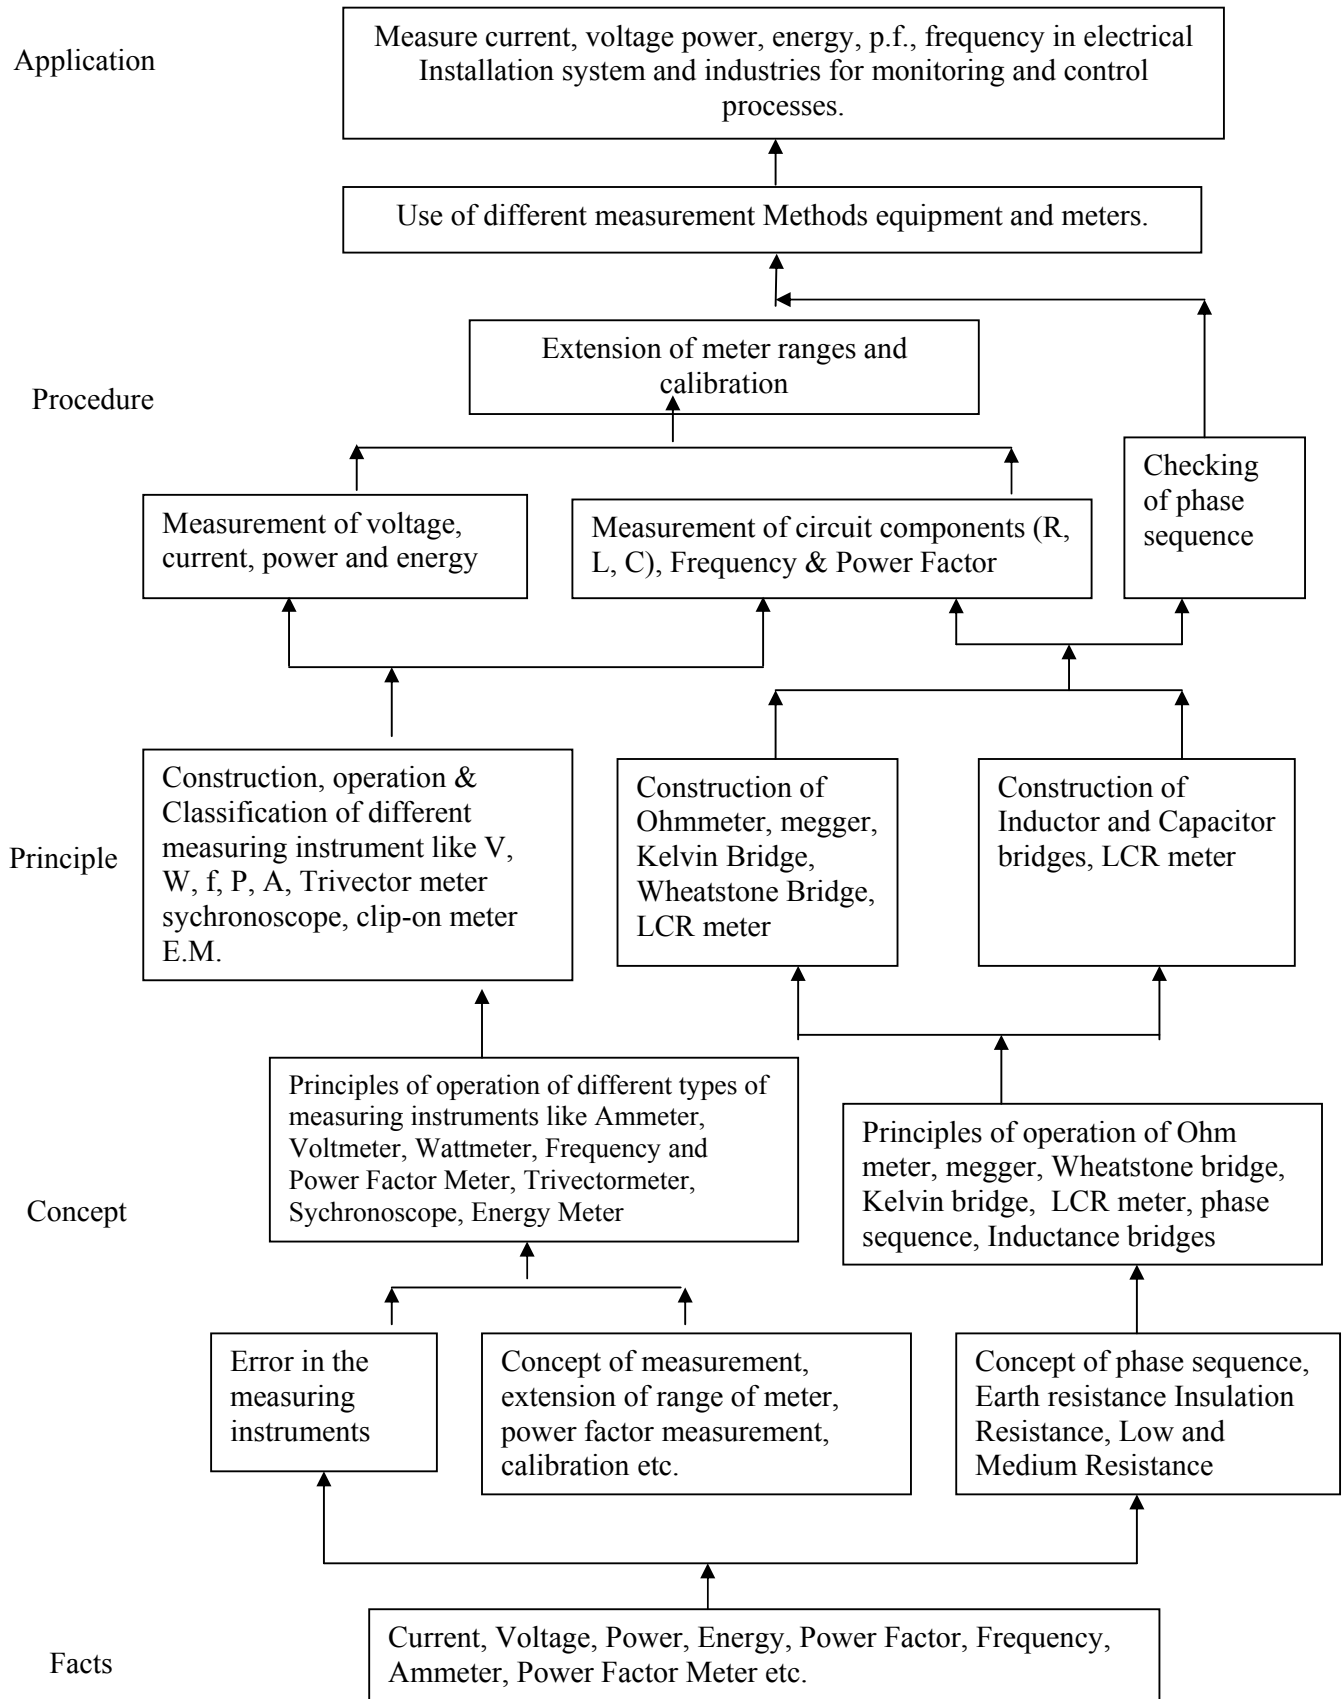 Application
Measure current, voltage power, energy, p.f., frequency in electrical
Installation system and industries for monitoring and control
processes.
Use of different measurement Methods equipment and meters.
Procedure
Extension of meter ranges and
calibration
Checking
of phase
sequence
Measurement of voltage,
current, power and energy
Measurement of circuit components (R,
L, C), Frequency & Power Factor
Principle
Construction, operation &
Classification of different
measuring instrument like V,
W, f, P, A, Trivector meter
sychronoscope, clip-on meter
E.M.
Construction of
Ohmmeter, megger,
Kelvin Bridge,
Wheatstone Bridge,
LCR meter
Construction of
Inductor and Capacitor
bridges, LCR meter
Concept
Principles of operation of different types of
measuring instruments like Ammeter,
Voltmeter, Wattmeter, Frequency and
Power Factor Meter, Trivectormeter,
Sychronoscope, Energy Meter
Principles of operation of Ohm
meter, megger, Wheatstone bridge,
Kelvin bridge, LCR meter, phase
sequence, Inductance bridges
Error in the
measuring
instruments
Concept of measurement,
extension of range of meter,
power factor measurement,
calibration etc.
Concept of phase sequence,
Earth resistance Insulation
Resistance, Low and
Medium Resistance
Facts
Current, Voltage, Power, Energy, Power Factor, Frequency,
Ammeter, Power Factor Meter etc.